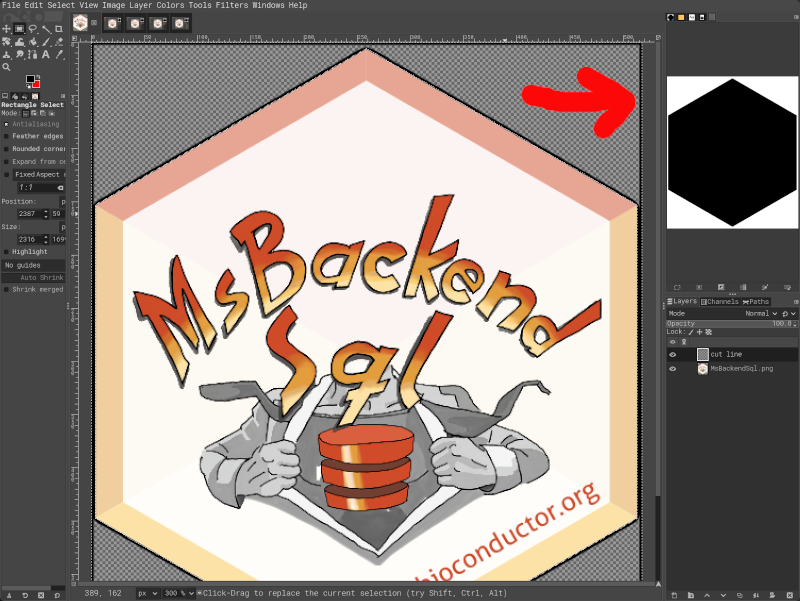 File Edit Select View Image Layer Colors Tools Filters Windows Help
Rectangle Select
Mode:
Antialiasing
Feather edges
Rounded corner
Expand from ce
Fixed Aspect r
1:1
Position: p
2387 59
Size: p
2316 1699
Highlight
No guides
Auto Shrink
Shrink merged
MsBackend
Sql
bioconductor.org
Layers Channels Paths
Mode Normal
Opacity 100.0
Lock:
cut line
MsBackendSql.png
389, 162 px 300 % Click-Drag to replace the current selection (try Shift, Ctrl, Alt)